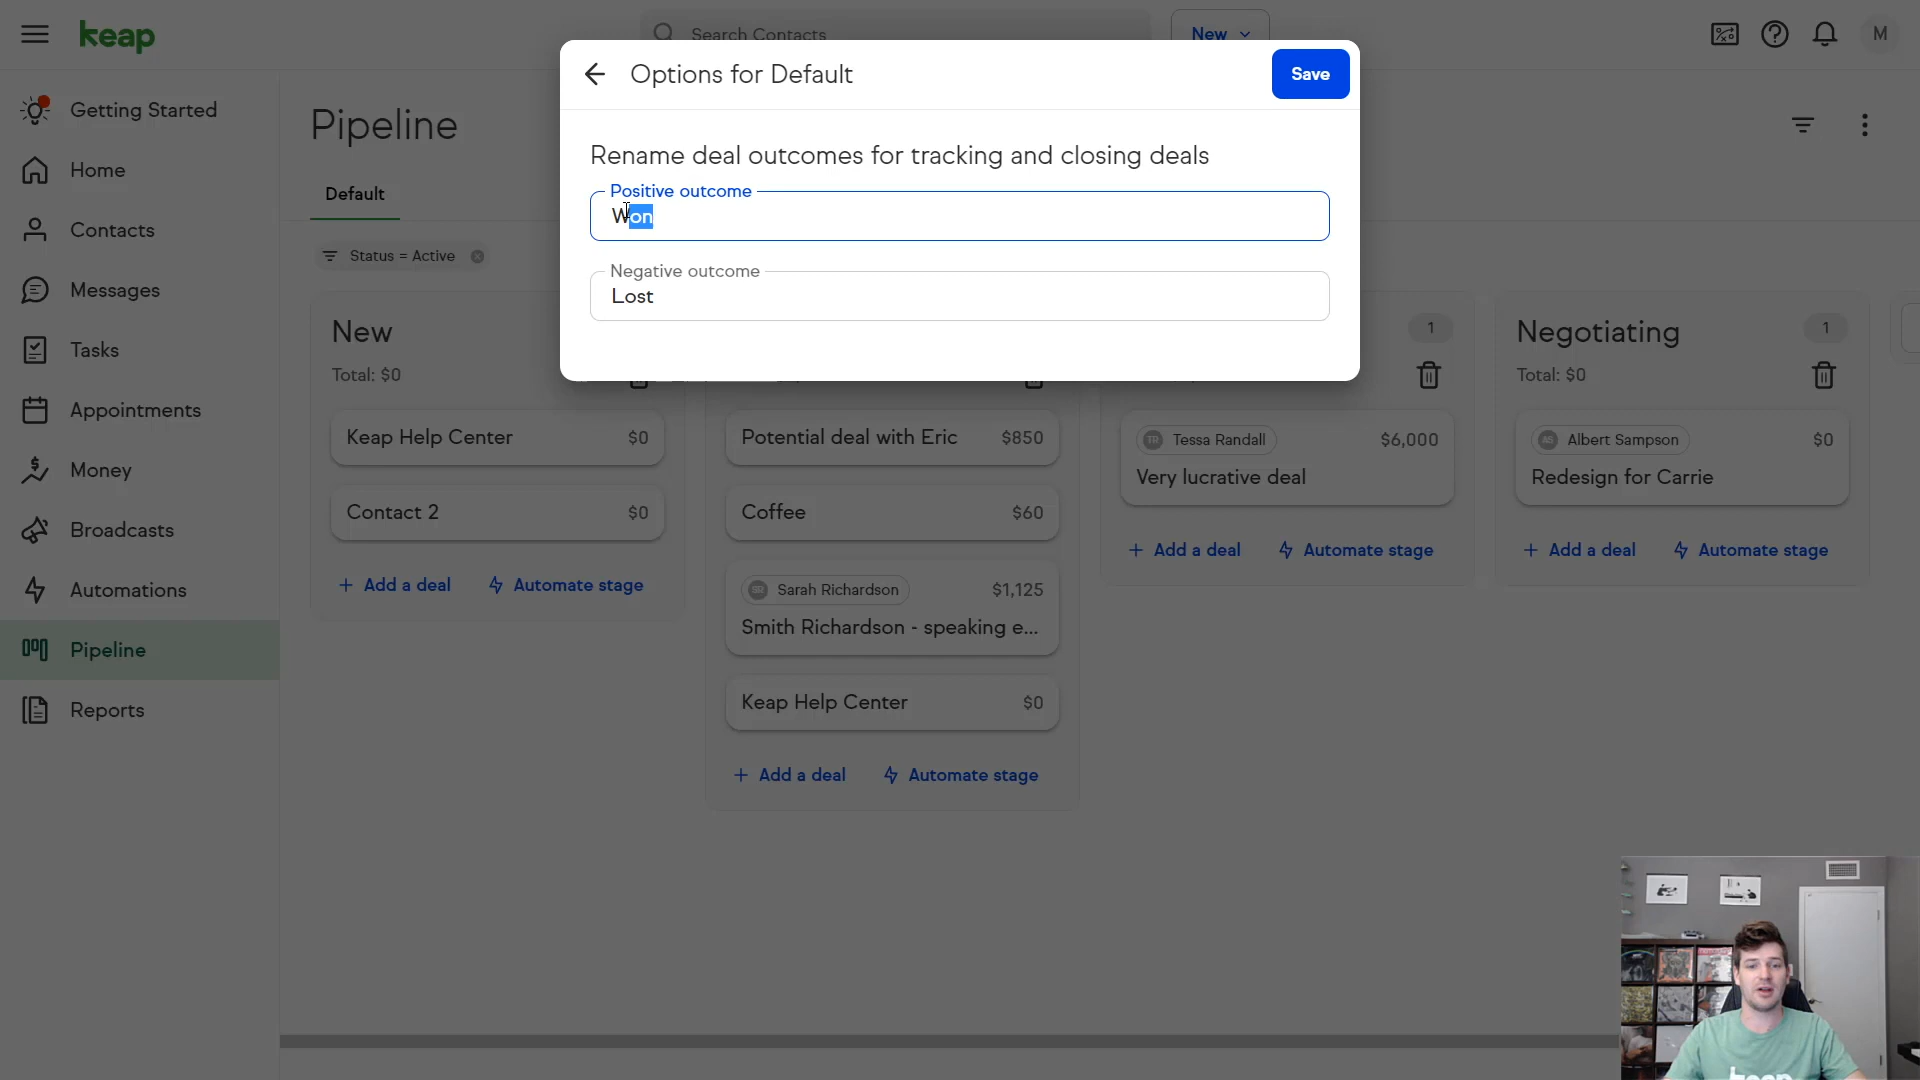 keap
Search Contacts
New
M
Options for Default
Save
Rename deal outcomes for tracking and closing deals
Positive outcome
Won
Negative outcome
Lost
Getting Started
Home
Contacts
Messages
Tasks
Appointments
Money
Broadcasts
Automations
Pipeline
Reports
Pipeline
Default
Status = Active
New
Total: $0
Keap Help Center $0
Contact 2 $0
Add a deal Automate stage
Potential deal with Eric $850
Coffee $60
SR Sarah Richardson $1,125
Smith Richardson - speaking e...
Keap Help Center $0
Add a deal Automate stage
1
TR Tessa Randall $6,000
Very lucrative deal
Add a deal Automate stage
Negotiating 1
Total: $0
AS Albert Sampson $0
Redesign for Carrie
Add a deal Automate stage
keap